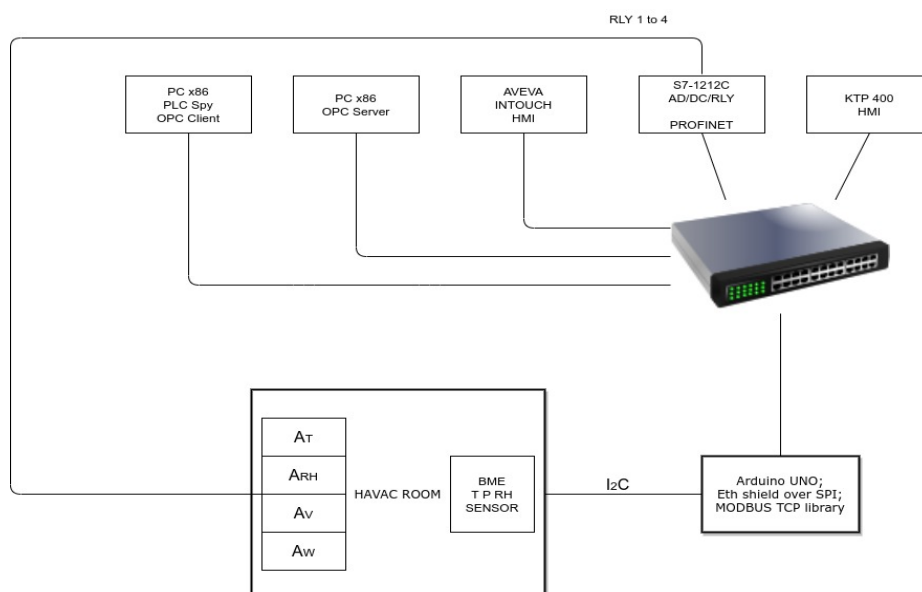 RLY 1 to 4
PC x86
PLC Spy
OPC Client
PC x86
OPC Server
AVEVA
INTOUCH
HMI
S7-1212C
AD/DC/RLY
PROFINET
KTP 400
HMI
AT
ARH
AV
AW
HAVAC ROOM
BME
T P RH
SENSOR
I2C
Arduino UNO;
Eth shield over SPI;
MODBUS TCP library